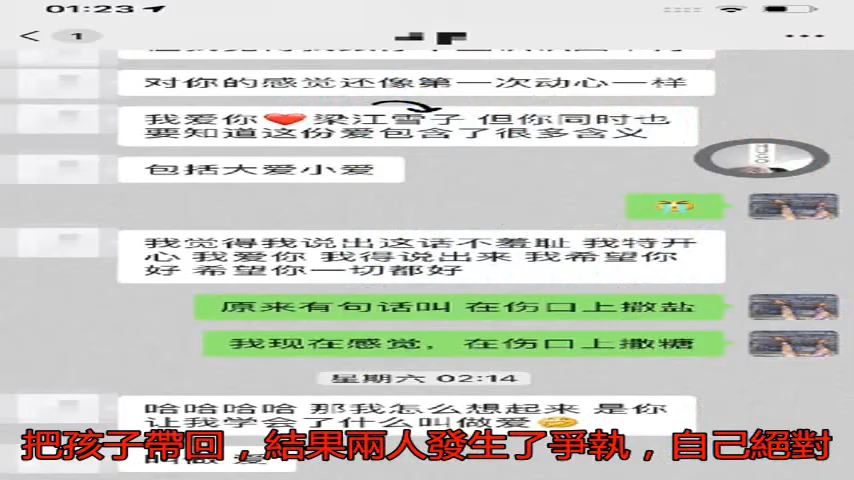 01:23
1
对你的感觉还像第一次动心一样
我爱你❤️梁江雪子 但你同时也
要知道这份爱包含了很多含义
包括大爱小爱
😭
我觉得我说出这话不羞耻 我特开
心 我爱你 我得说出来 我希望你
好 希望你一切都好
原来有句话叫 在伤口上撒盐
我现在感觉，在伤口上撒糖
星期六 02:14
哈哈哈哈 那我怎么想起来 是你
让我学会了什么叫做爱
把孩子帶回，結果兩人發生了爭執，自己絕對